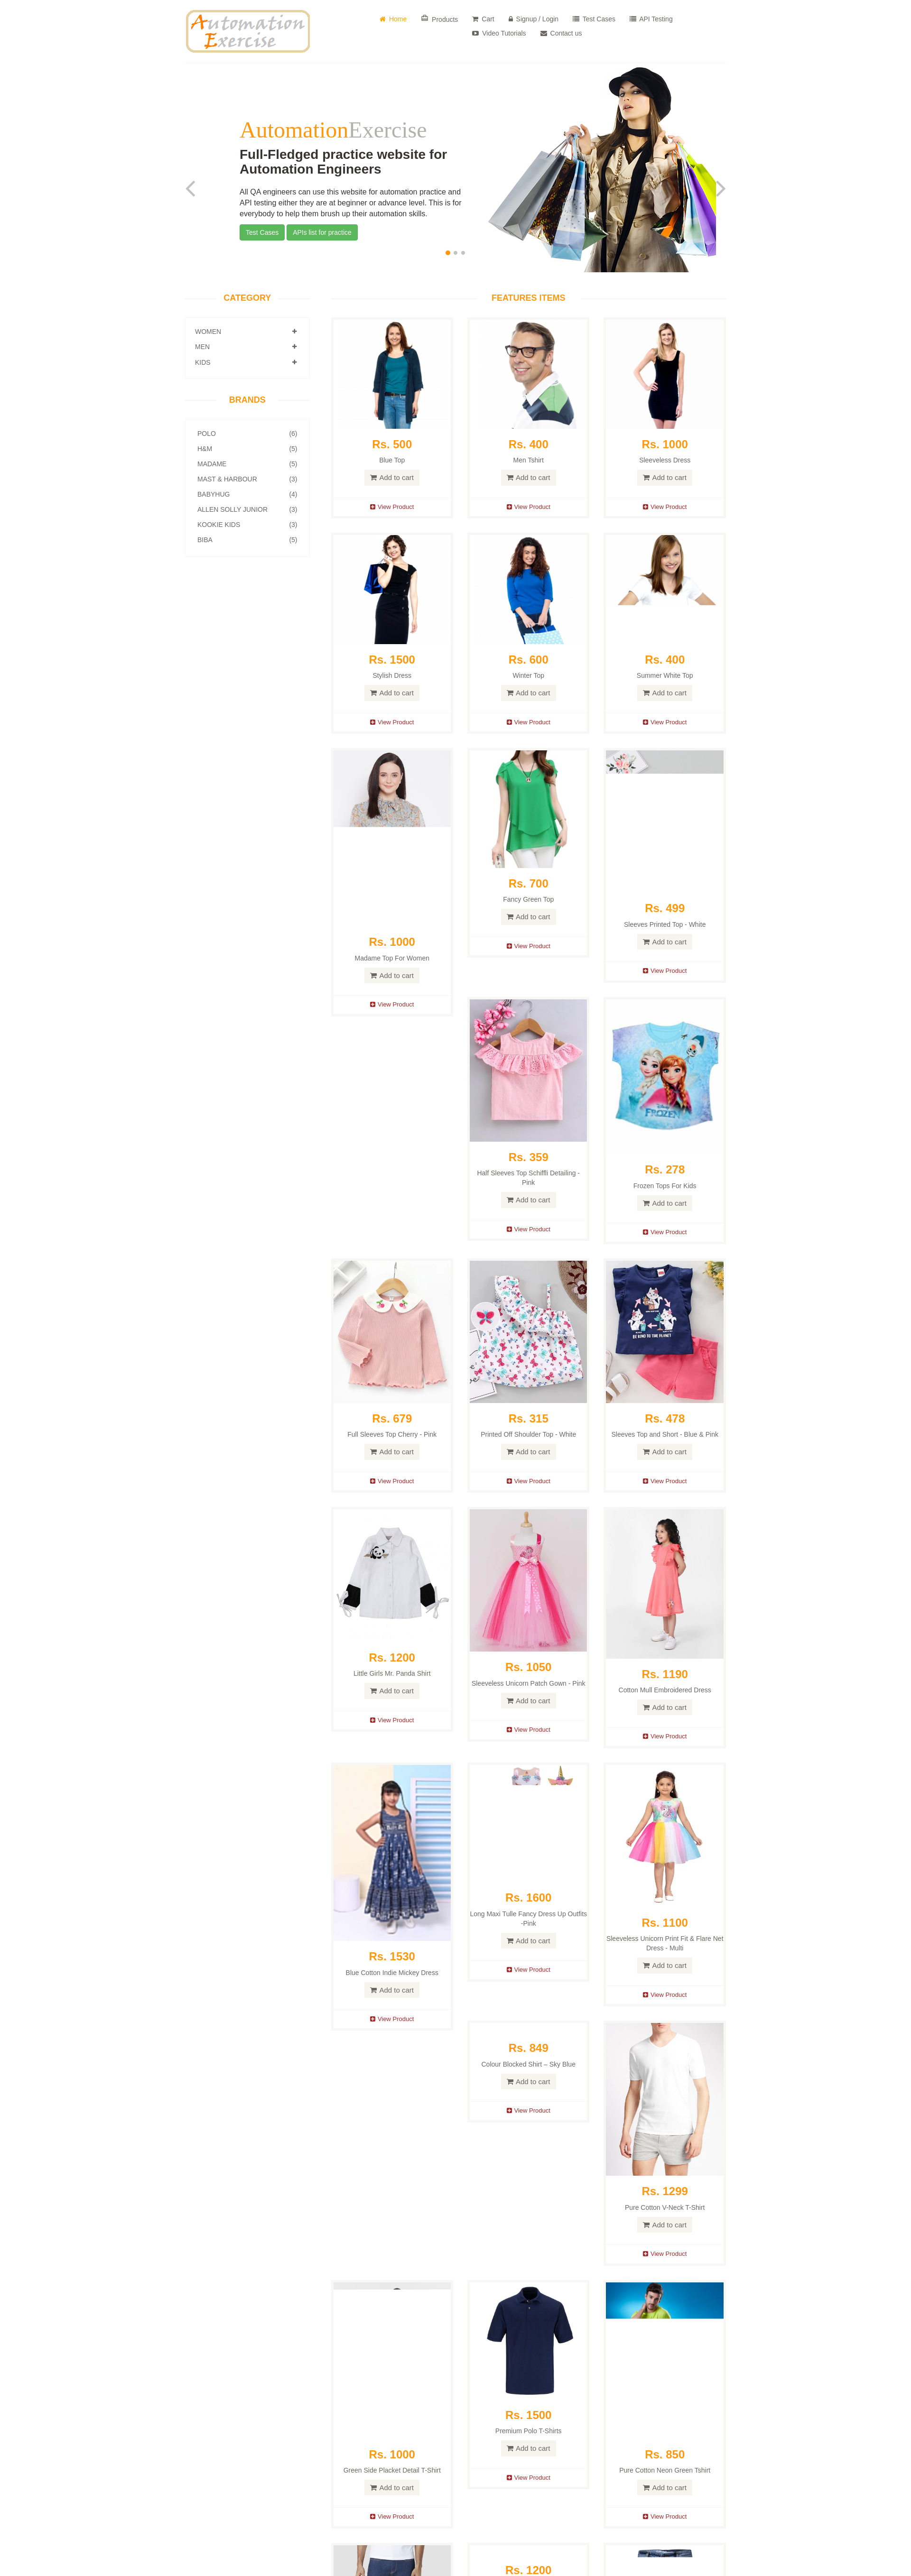 Automation
Exercise
Home
Products
Cart
Signup / Login
Test Cases
API Testing
Video Tutorials
Contact us
AutomationExercise
Full-Fledged practice website for
Automation Engineers
All QA engineers can use this website for automation practice and
API testing either they are at beginner or advance level. This is for
everybody to help them brush up their automation skills.
Test Cases
APIs list for practice
CATEGORY
WOMEN
MEN
KIDS
BRANDS
POLO (6)
H&M (5)
MADAME (5)
MAST & HARBOUR (3)
BABYHUG (4)
ALLEN SOLLY JUNIOR (3)
KOOKIE KIDS (3)
BIBA (5)
FEATURES ITEMS
Rs. 500
Blue Top
Add to cart
View Product
Rs. 400
Men Tshirt
Add to cart
View Product
Rs. 1000
Sleeveless Dress
Add to cart
View Product
Rs. 1500
Stylish Dress
Add to cart
View Product
Rs. 600
Winter Top
Add to cart
View Product
Rs. 400
Summer White Top
Add to cart
View Product
Rs. 1000
Madame Top For Women
Add to cart
View Product
Rs. 700
Fancy Green Top
Add to cart
View Product
Rs. 499
Sleeves Printed Top - White
Add to cart
View Product
Rs. 359
Half Sleeves Top Schiffli Detailing -
Pink
Add to cart
View Product
FROZEN
Rs. 278
Frozen Tops For Kids
Add to cart
View Product
Rs. 679
Full Sleeves Top Cherry - Pink
Add to cart
View Product
Rs. 315
Printed Off Shoulder Top - White
Add to cart
View Product
BE KIND TO THE PLANET
Rs. 478
Sleeves Top and Short - Blue & Pink
Add to cart
View Product
Rs. 1200
Little Girls Mr. Panda Shirt
Add to cart
View Product
Rs. 1050
Sleeveless Unicorn Patch Gown - Pink
Add to cart
View Product
Rs. 1190
Cotton Mull Embroidered Dress
Add to cart
View Product
Rs. 1530
Blue Cotton Indie Mickey Dress
Add to cart
View Product
Rs. 1600
Long Maxi Tulle Fancy Dress Up Outfits
-Pink
Add to cart
View Product
Rs. 1100
Sleeveless Unicorn Print Fit & Flare Net
Dress - Multi
Add to cart
View Product
Rs. 849
Colour Blocked Shirt – Sky Blue
Add to cart
View Product
Rs. 1299
Pure Cotton V-Neck T-Shirt
Add to cart
View Product
Rs. 1000
Green Side Placket Detail T-Shirt
Add to cart
View Product
Rs. 1500
Premium Polo T-Shirts
Add to cart
View Product
Rs. 850
Pure Cotton Neon Green Tshirt
Add to cart
View Product
Rs. 1200